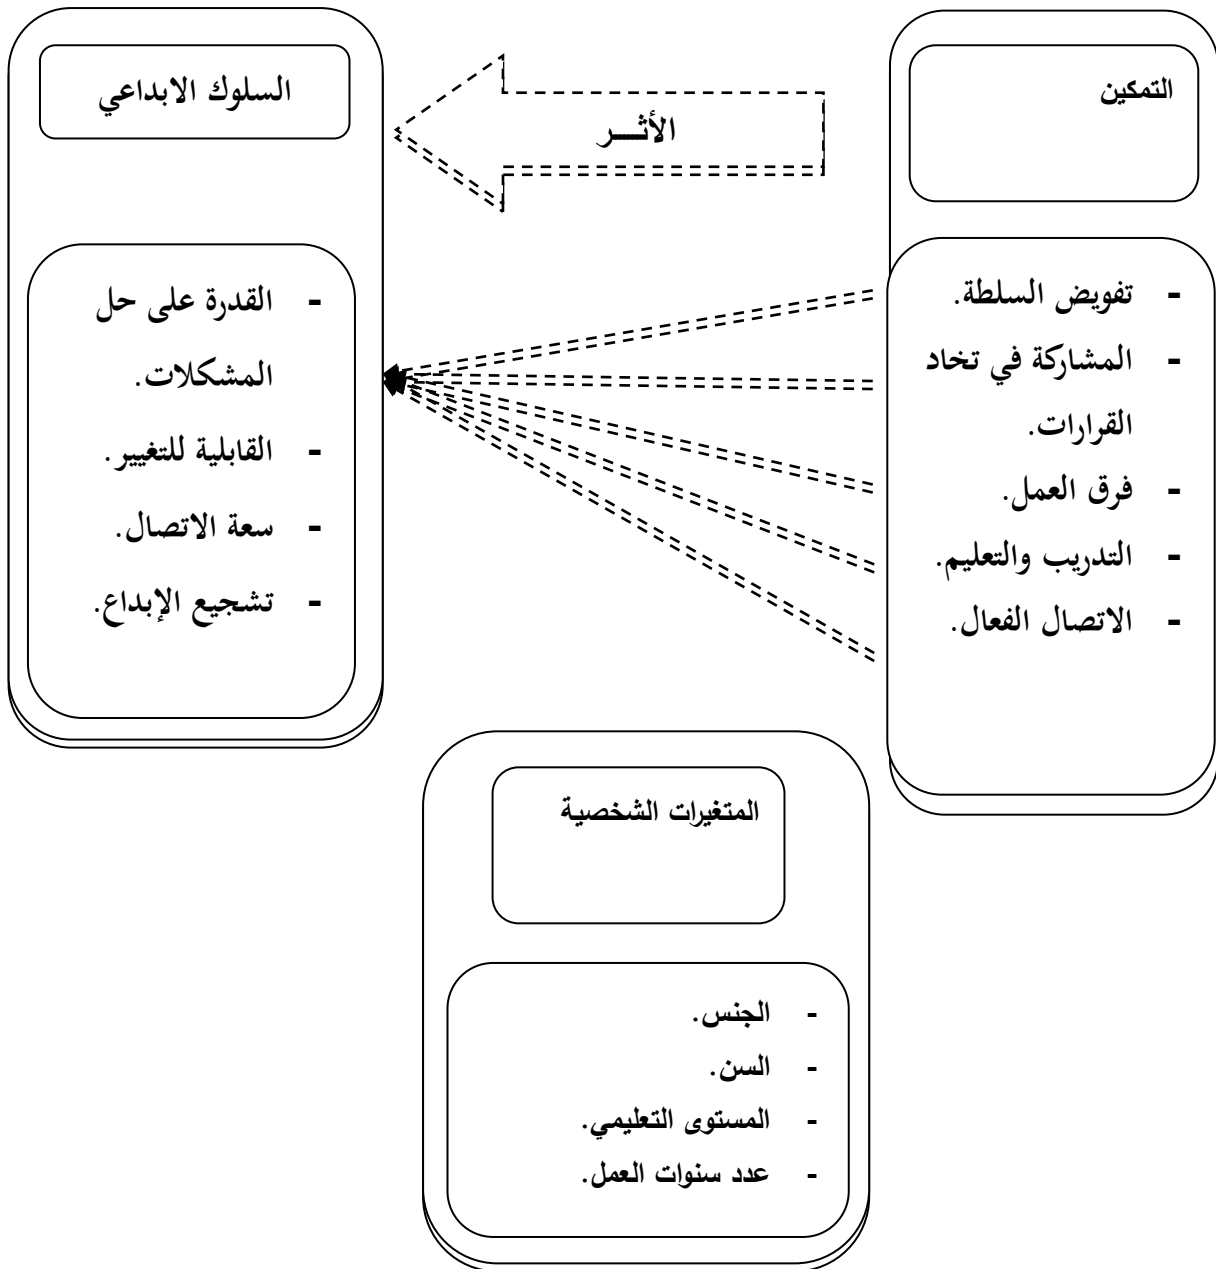 التمكين
- تفويض السلطة.
- المشاركة في تخاد
القرارات.
- فرق العمل.
- التدريب والتعليم.
- الاتصال الفعال.
الأثـــر
السلوك الابداعي
- القدرة على حل
المشكلات.
- القابلية للتغيير.
- سعة الاتصال.
- تشجيع الإبداع.
المتغيرات الشخصية
- الجنس.
- السن.
- المستوى التعليمي.
- عدد سنوات العمل.